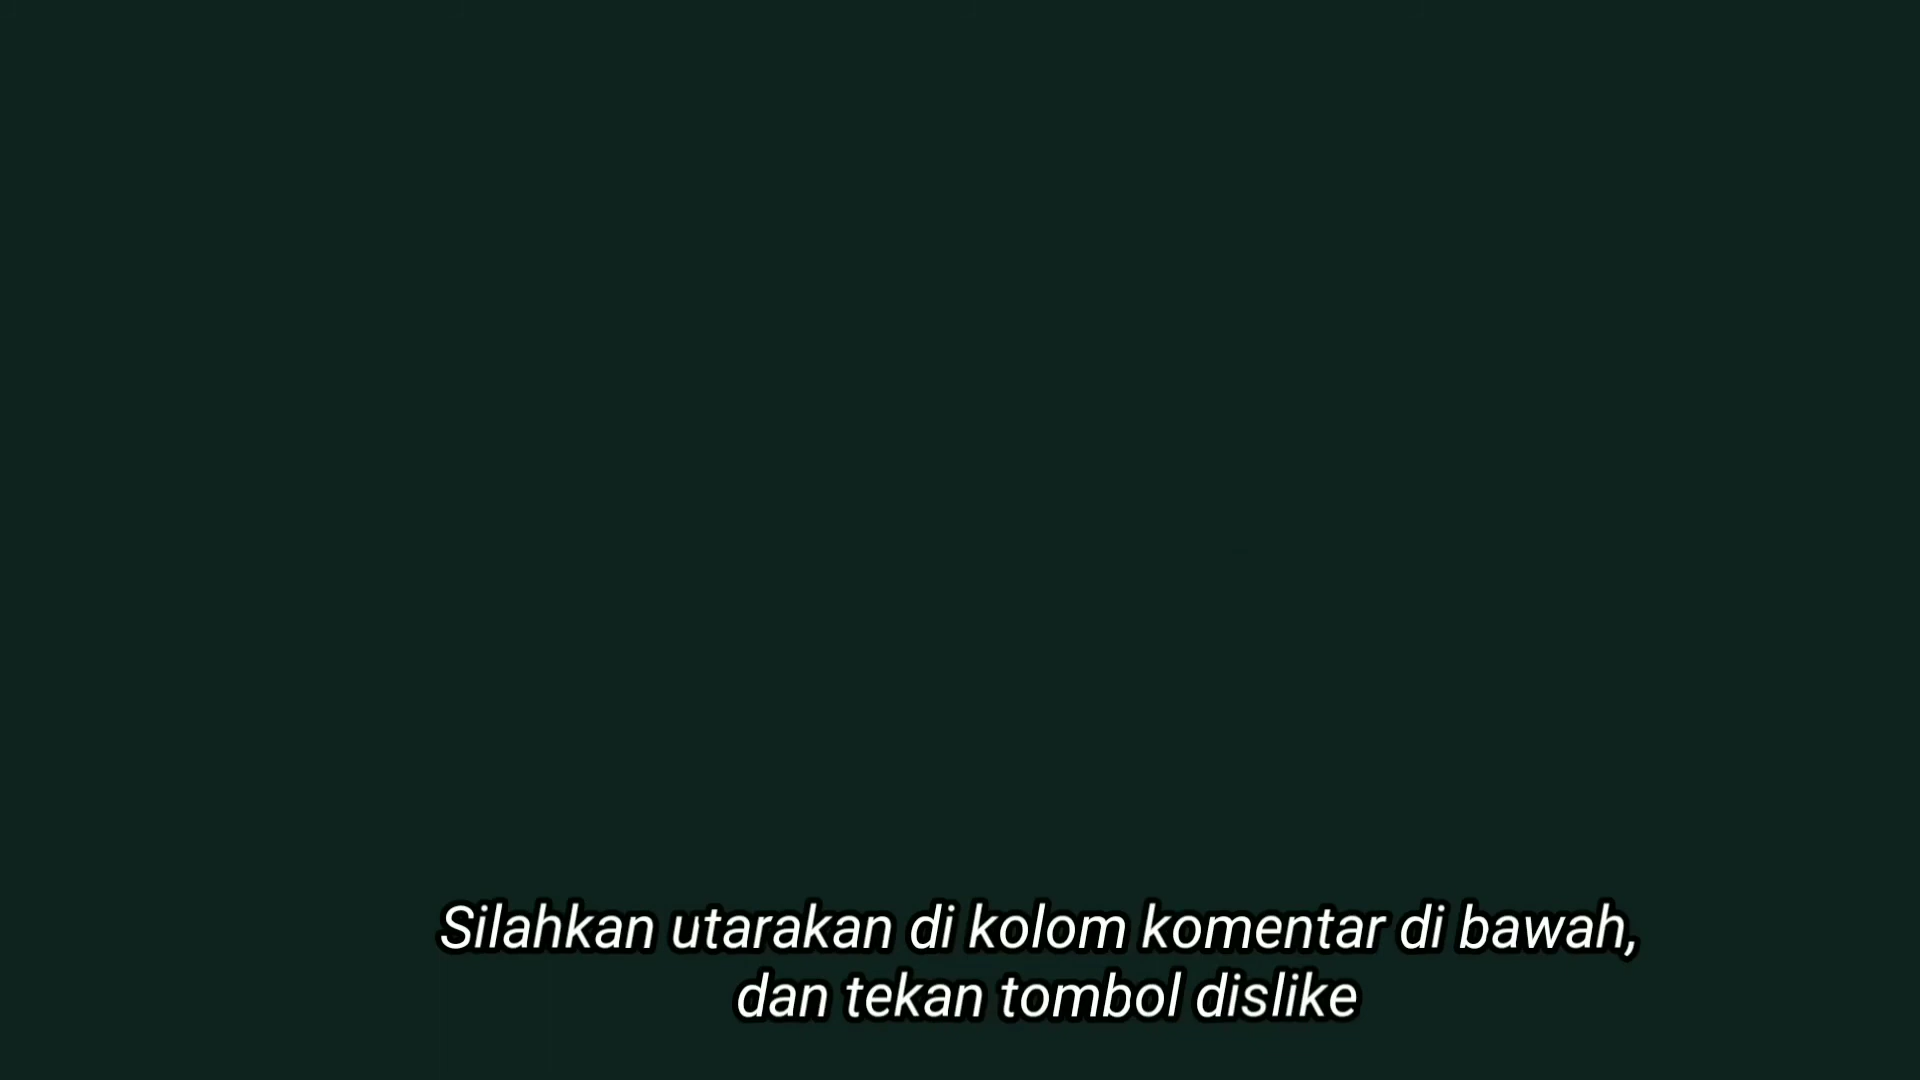 Silahkan utarakan di kolom komentar di bawah,
dan tekan tombol dislike